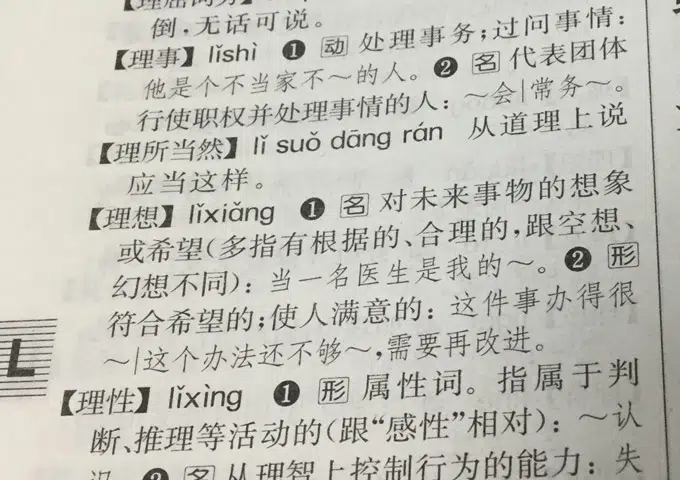 倒,无话可说。
【理事】lǐshì ❶ 动 处理事务;过问事情:
他是个不当家不～的人。❷ 名 代表团体
行使职权并处理事情的人:～会|常务～。
【理所当然】lǐ suǒ dāng rán 从道理上说
应当这样。
【理想】lǐxiǎng ❶ 名 对未来事物的想象
或希望(多指有根据的、合理的,跟空想、
幻想不同):当一名医生是我的～。❷ 形
符合希望的;使人满意的:这件事办得很
～|这个办法还不够～,需要再改进。
L
【理性】lǐxìng ❶ 形 属性词。指属于判
断、推理等活动的(跟“感性”相对):～认
识。❷ 名 从理智上控制行为的能力:失